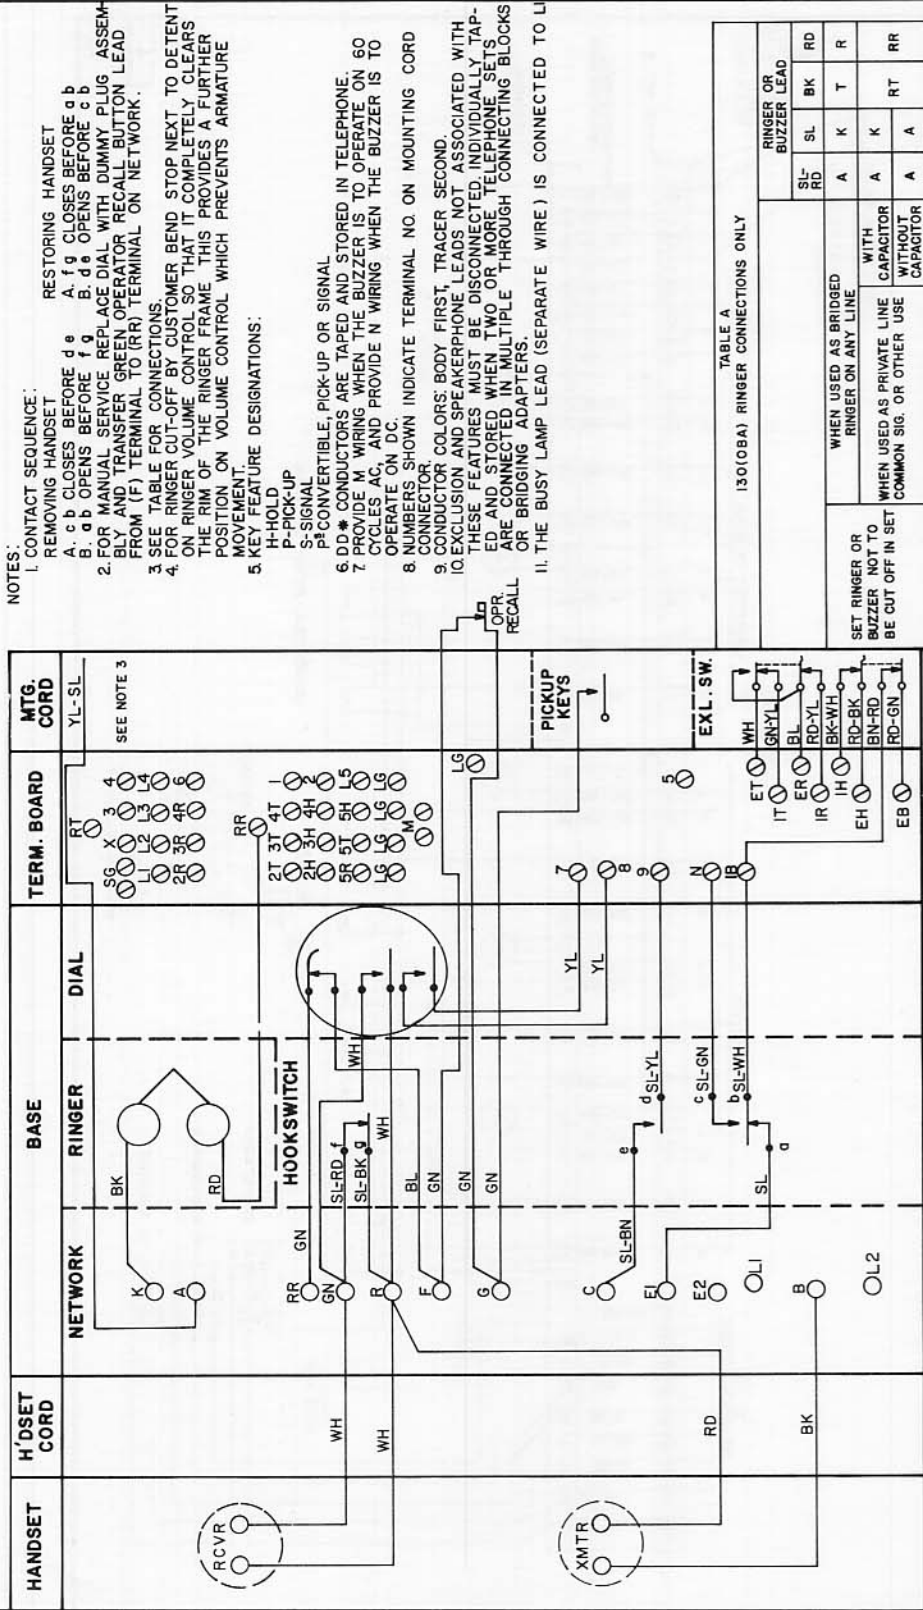 NOTES:
1. CONTACT SEQUENCE:
REMOVING HANDSET RESTORING HANDSET
A. c b CLOSES BEFORE d e A. f g CLOSES BEFORE a b
B. a b OPENS BEFORE f g B. d e OPENS BEFORE c b
2. FOR MANUAL SERVICE REPLACE DIAL WITH DUMMY PLUG ASSEM-
BLY AND TRANSFER GREEN OPERATOR RECALL BUTTON LEAD
FROM (F) TERMINAL TO (RR) TERMINAL ON NETWORK.
3. SEE TABLE FOR CONNECTIONS.
4. FOR RINGER CUT-OFF BY CUSTOMER BEND STOP NEXT TO DETENT
ON RINGER VOLUME CONTROL SO THAT IT COMPLETELY CLEARS
THE RIM OF THE RINGER FRAME. THIS PROVIDES A FURTHER
POSITION ON VOLUME CONTROL WHICH PREVENTS ARMATURE
MOVEMENT.
5. KEY FEATURE DESIGNATIONS:
H-HOLD
P-PICK-UP
S-SIGNAL
CONVERTIBLE, PICK-UP OR SIGNAL
6. DD* CONDUCTORS ARE TAPED AND STORED IN TELEPHONE.
7. PROVIDE M WIRING WHEN THE BUZZER IS TO OPERATE ON 60
CYCLES AC, AND PROVIDE N WIRING WHEN THE BUZZER IS TO
OPERATE ON DC.
8. NUMBERS SHOWN INDICATE TERMINAL NO. ON MOUNTING CORD
CONNECTOR.
9. CONDUCTOR COLORS: BODY FIRST, TRACER SECOND.
10. EXCLUSION AND SPEAKERPHONE LEADS NOT ASSOCIATED WITH
THESE FEATURES MUST BE DISCONNECTED, INDIVIDUALLY TAP-
ED AND STORED WHEN TWO OR MORE TELEPHONE SETS
ARE CONNECTED IN MULTIPLE THROUGH CONNECTING BLOCKS
OR BRIDGING ADAPTERS.
11. THE BUSY LAMP LEAD (SEPARATE WIRE) IS CONNECTED TO LI
HANDSET
H'DSET CORD
BASE
TERM. BOARD
MTG. CORD
NETWORK
RINGER
DIAL
YL-SL
SEE NOTE 3
RT
SG X 3 4
L1 L2 L3 L4
2R 3R 4R 6
RR
2T 3T 4T 1
2H 3H 4H 2
5R 5T 5H L5
LG LG LG LG
M
LG
BK
RD
K
A
HOOKSWITCH
RCVR
WH
WH
RR
GN
R
F
G
GN
SL-RD f
SL-BK g
WH
WH
BL
GN
GN
GN
OPR. RECALL
PICKUP KEYS
YL
YL
7
8
9
N
IB
5
C
E1
E2
L1
B
L2
SL-BN
e
d SL-YL
c SL-GN
b SL-WH
a
SL
XMTR
RD
BK
EXL. SW.
ET WH
IT GN-YL
ER BL
IR RD-YL
IH BK-WH
EH RD-BK
BN-RD
EB RD-GN
TABLE A
130(0BA) RINGER CONNECTIONS ONLY
RINGER OR BUZZER LEAD
SL-RD SL BK RD
SET RINGER OR BUZZER NOT TO BE CUT OFF IN SET
WHEN USED AS BRIDGED RINGER ON ANY LINE A K T R
WHEN USED AS PRIVATE LINE COMMON SIG. OR OTHER USE
WITH CAPACITOR A K RT RR
WITHOUT CAPACITOR A A